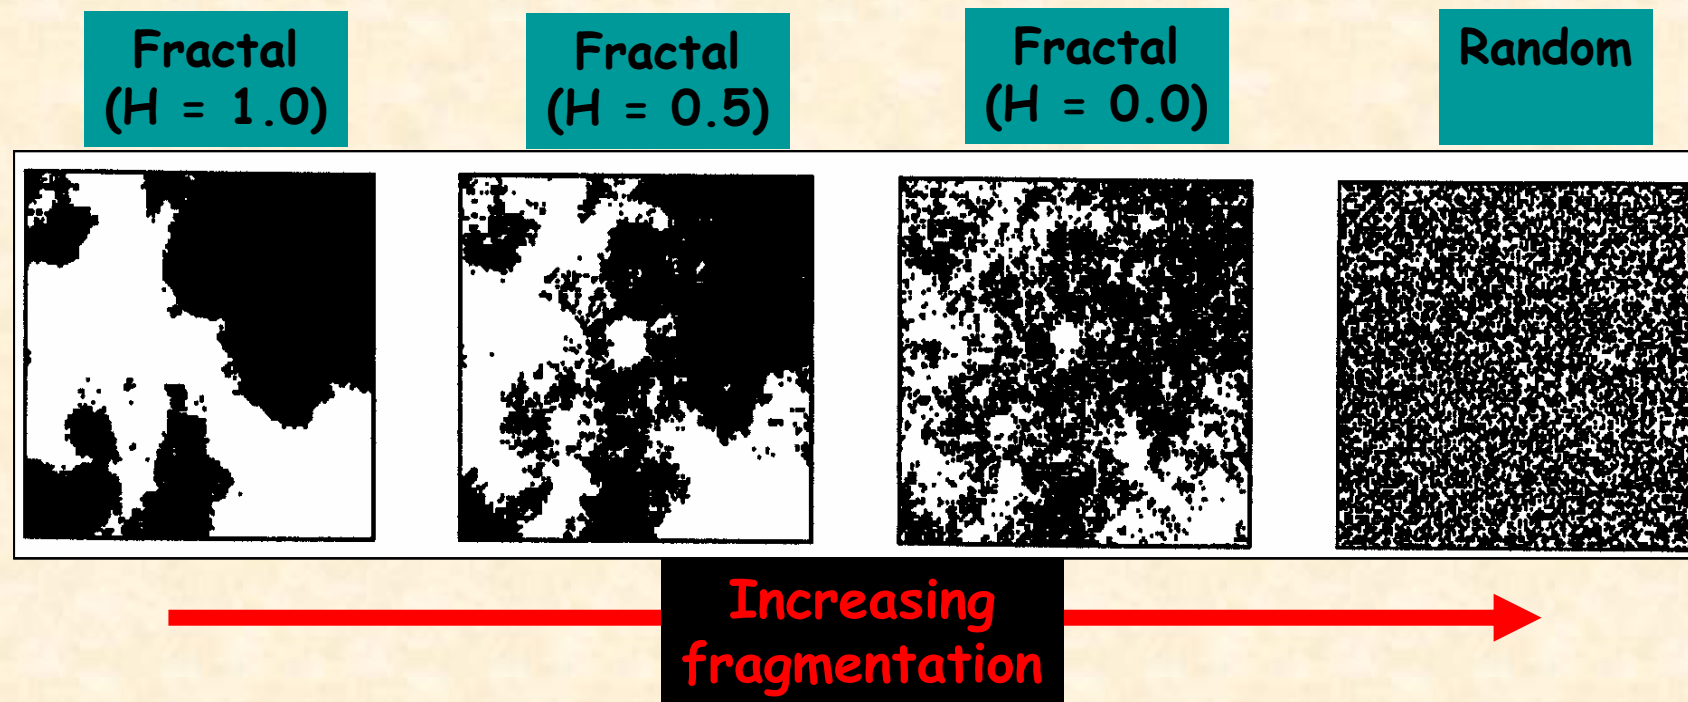 Fractal
(H = 1.0)
Fractal
(H = 0.5)
Fractal
(H = 0.0)
Random
Increasing
fragmentation